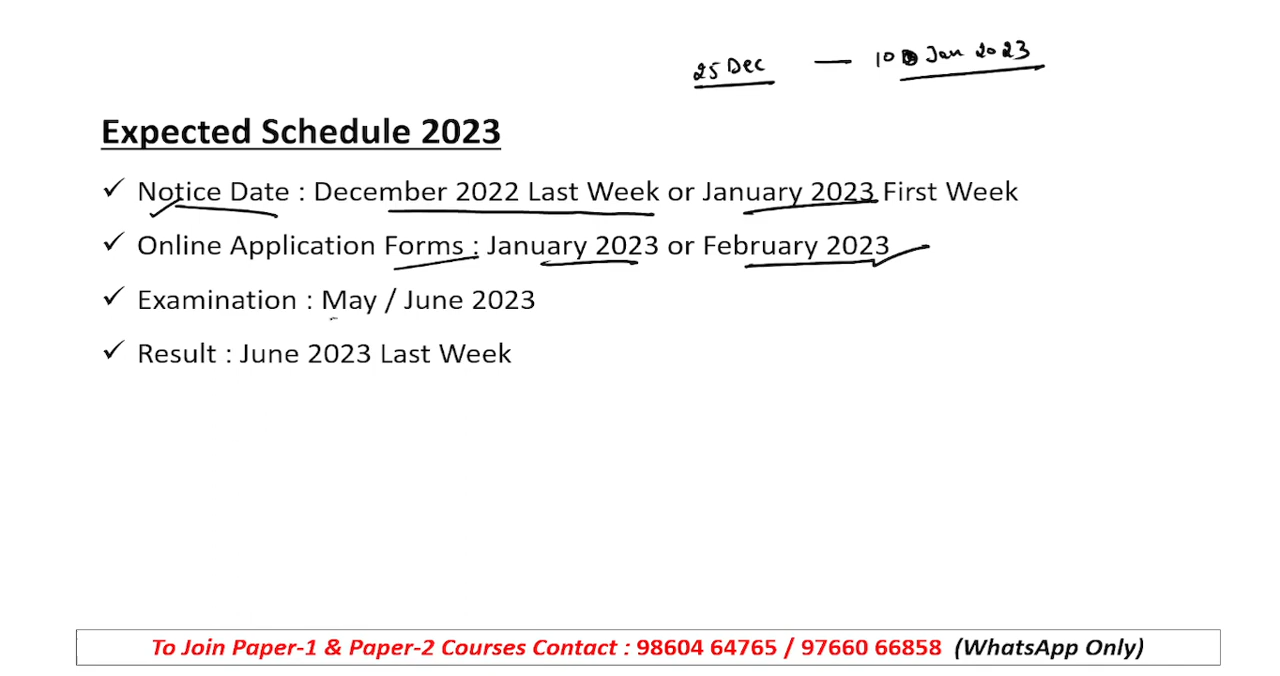 25 Dec — 10 Jan 2023
Expected Schedule 2023
✓ Notice Date : December 2022 Last Week or January 2023 First Week
✓ Online Application Forms : January 2023 or February 2023
✓ Examination : May / June 2023
✓ Result : June 2023 Last Week
To Join Paper-1 & Paper-2 Courses Contact : 98604 64765 / 97660 66858 (WhatsApp Only)